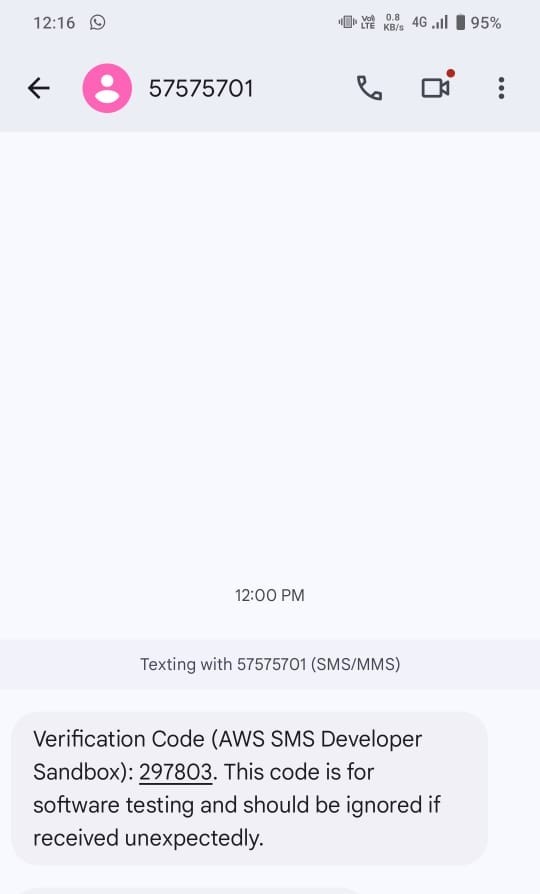 12:16 Vo) LTE 0.8 KB/s 4G 95%
57575701
12:00 PM
Texting with 57575701 (SMS/MMS)
Verification Code (AWS SMS Developer
Sandbox): 297803. This code is for
software testing and should be ignored if
received unexpectedly.